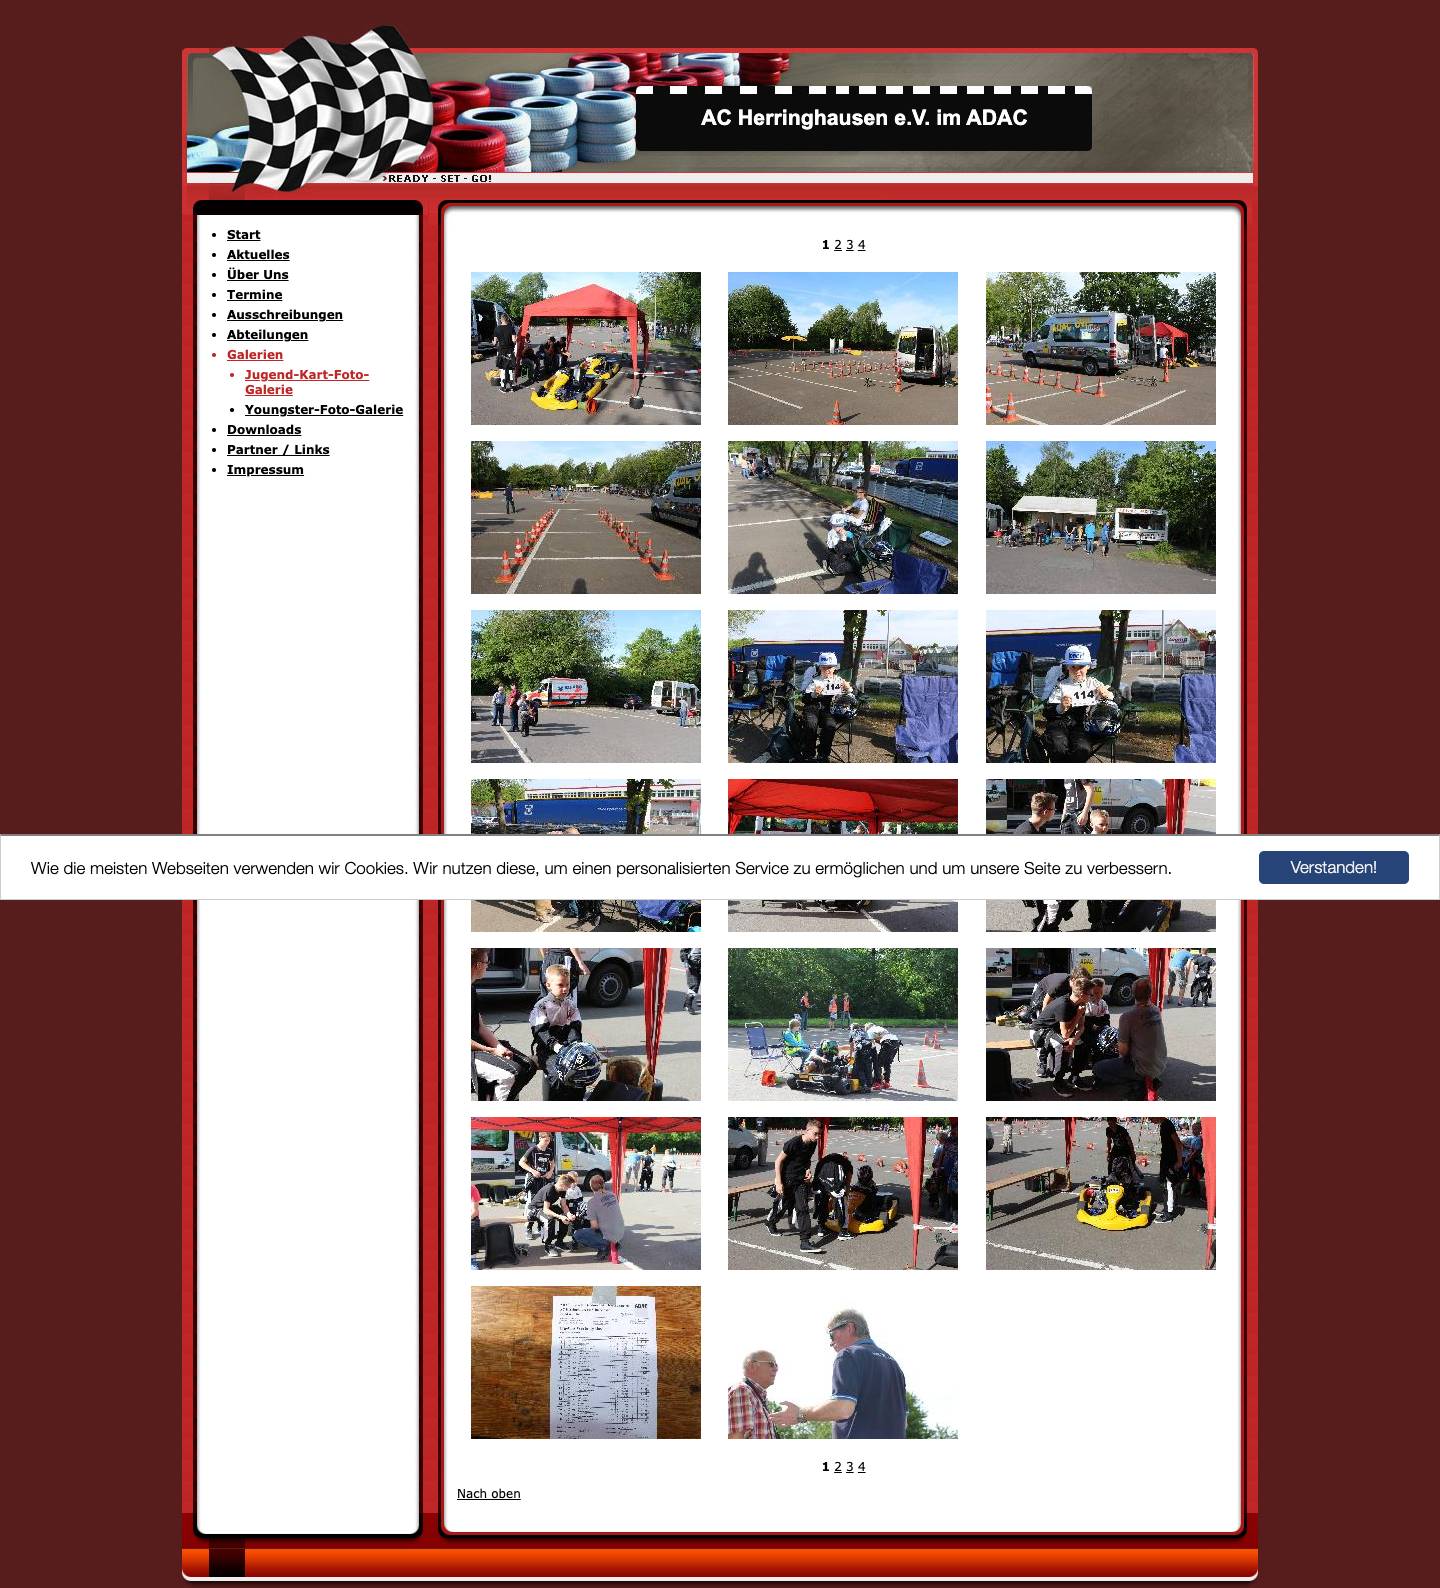 AC Herringhausen e.V. im ADAC
>READY - SET - GO!
Start
Aktuelles
Über Uns
Termine
Ausschreibungen
Abteilungen
Galerien
Jugend-Kart-Foto-
Galerie
Youngster-Foto-Galerie
Downloads
Partner / Links
Impressum
1 2 3 4
114
114
Wie die meisten Webseiten verwenden wir Cookies. Wir nutzen diese, um einen personalisierten Service zu ermöglichen und um unsere Seite zu verbessern.
Verstanden!
ADAC
1 2 3 4
Nach oben